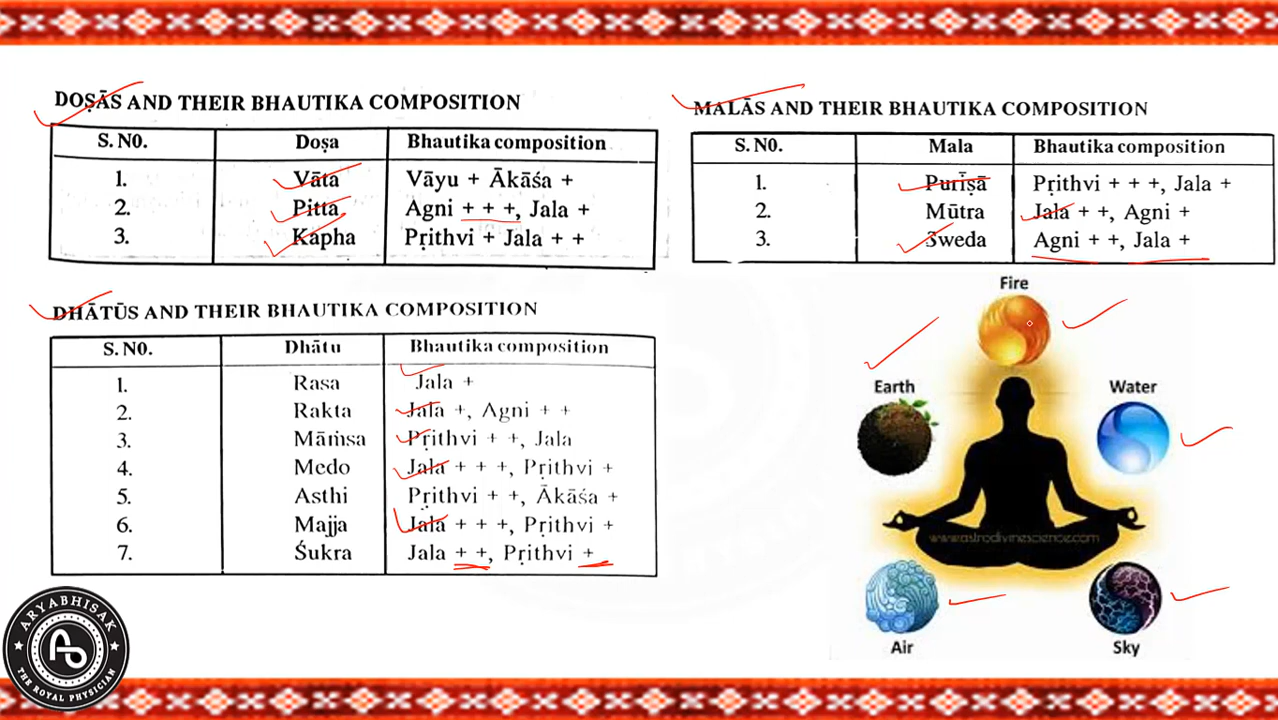 DOṢĀS AND THEIR BHAUTIKA COMPOSITION
S. N0. Doṣa Bhautika composition
1. Vāta Vāyu + Ākāśa +
2. Pitta Agni + + +, Jala +
3. Kapha Pṛithvi + Jala + +
DHĀTŪS AND THEIR BHAUTIKA COMPOSITION
S. N0. Dhātu Bhautika composition
1. Rasa Jala +
2. Rakta Jala +, Agni + +
3. Māṁsa Pṛithvi + +, Jala
4. Medo Jala + + +, Pṛithvi +
5. Asthi Pṛithvi + +, Ākāśa +
6. Majja Jala + + +, Pṛithvi +
7. Śukra Jala + +, Pṛithvi +
MALĀS AND THEIR BHAUTIKA COMPOSITION
S. N0. Mala Bhautika composition
1. Purīṣā Pṛithvi + + +, Jala +
2. Mūtra Jala + +, Agni +
3. Sweda Agni + +, Jala +
Fire
Earth
Water
www.astrodivinescience.com
Air
Sky
ARYABHISAK
THE ROYAL PHYSICIAN